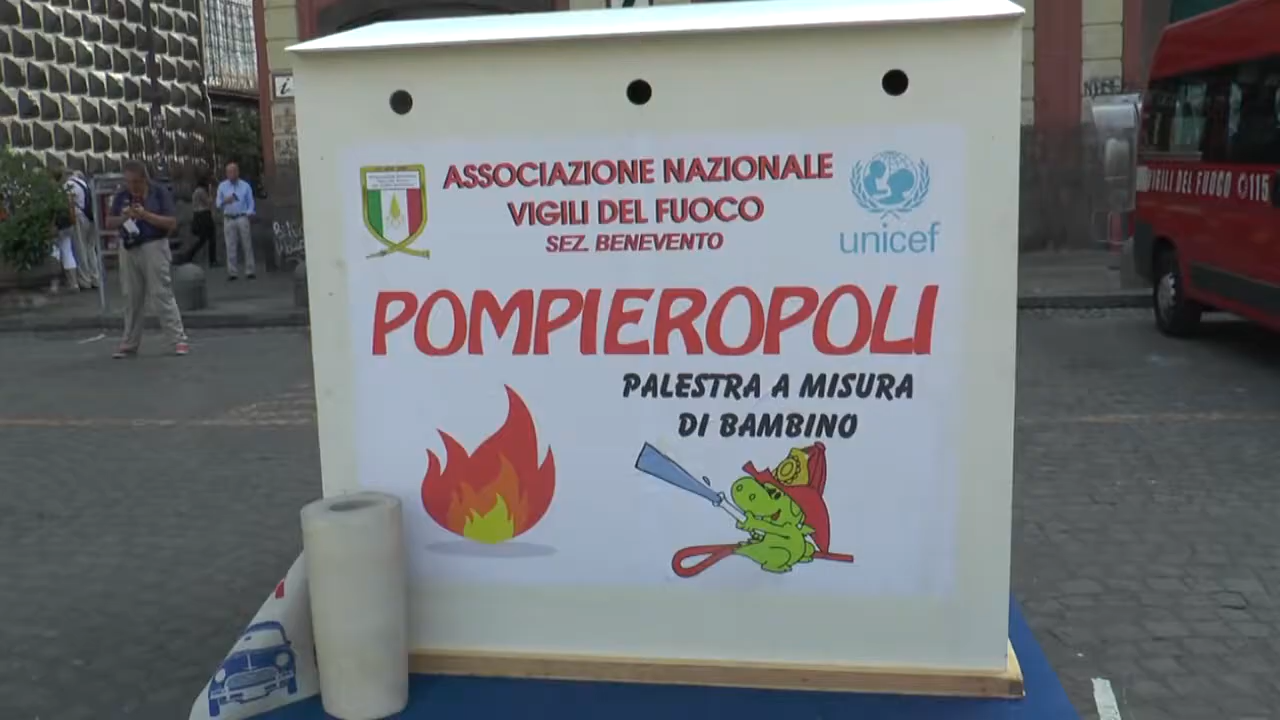 ASSOCIAZIONE NAZIONALE
VIGILI DEL FUOCO
SEZ. BENEVENTO
unicef
POMPIEROPOLI
PALESTRA A MISURA
DI BAMBINO
VIGILI DEL FUOCO 115
i